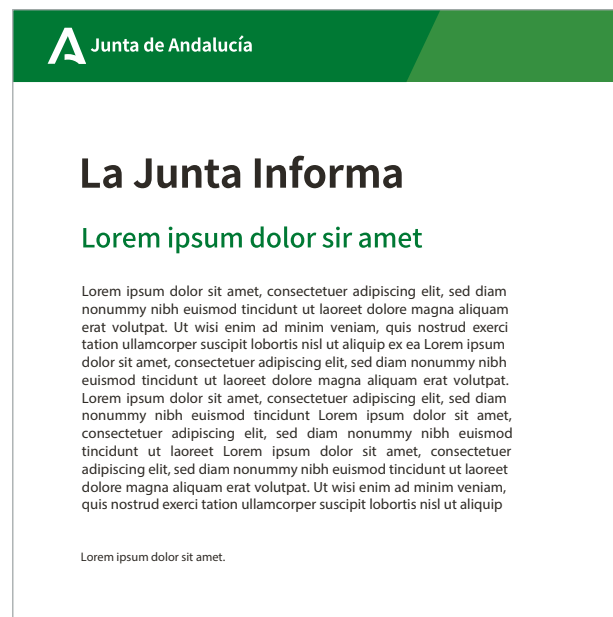 Junta de Andalucía
La Junta Informa
Lorem ipsum dolor sir amet
Lorem ipsum dolor sit amet, consectetuer adipiscing elit, sed diam
nonummy nibh euismod tincidunt ut laoreet dolore magna aliquam
erat volutpat. Ut wisi enim ad minim veniam, quis nostrud exerci
tation ullamcorper suscipit lobortis nisl ut aliquip ex ea Lorem ipsum
dolor sit amet, consectetuer adipiscing elit, sed diam nonummy nibh
euismod tincidunt ut laoreet dolore magna aliquam erat volutpat.
Lorem ipsum dolor sit amet, consectetuer adipiscing elit, sed diam
nonummy nibh euismod tincidunt Lorem ipsum dolor sit amet,
consectetuer adipiscing elit, sed diam nonummy nibh euismod
tincidunt ut laoreet Lorem ipsum dolor sit amet, consectetuer
adipiscing elit, sed diam nonummy nibh euismod tincidunt ut laoreet
dolore magna aliquam erat volutpat. Ut wisi enim ad minim veniam,
quis nostrud exerci tation ullamcorper suscipit lobortis nisl ut aliquip
Lorem ipsum dolor sit amet.